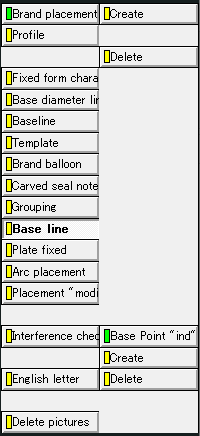 Brand placement Create
Profile
Delete
Fixed form chara
Base diameter lin
Baseline
Template
Brand balloon
Carved seal note
Grouping
Base line
Plate fixed
Arc placement
Placement "modi
Interference chec Base Point "ind"
Create
English letter Delete
Delete pictures